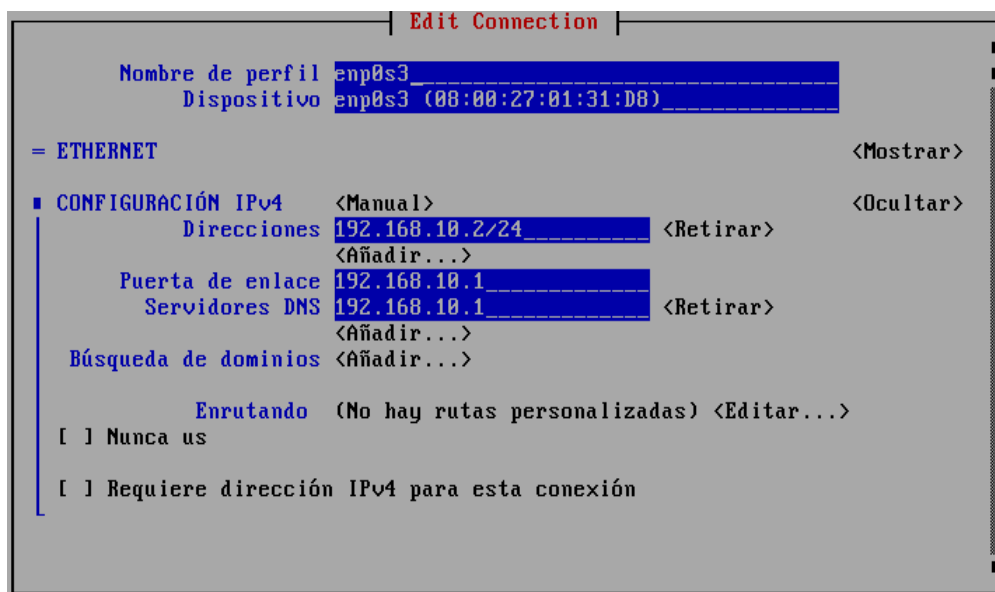 Edit Connection
Nombre de perfil enp0s3
Dispositivo enp0s3 (08:00:27:01:31:D8)
= ETHERNET <Mostrar>
CONFIGURACIÓN IPv4 <Manual> <Ocultar>
Direcciones 192.168.10.2/24 <Retirar>
<Añadir...>
Puerta de enlace 192.168.10.1
Servidores DNS 192.168.10.1 <Retirar>
<Añadir...>
Búsqueda de dominios <Añadir...>
Enrutando (No hay rutas personalizadas) <Editar...>
[ ] Nunca us
[ ] Requiere dirección IPv4 para esta conexión